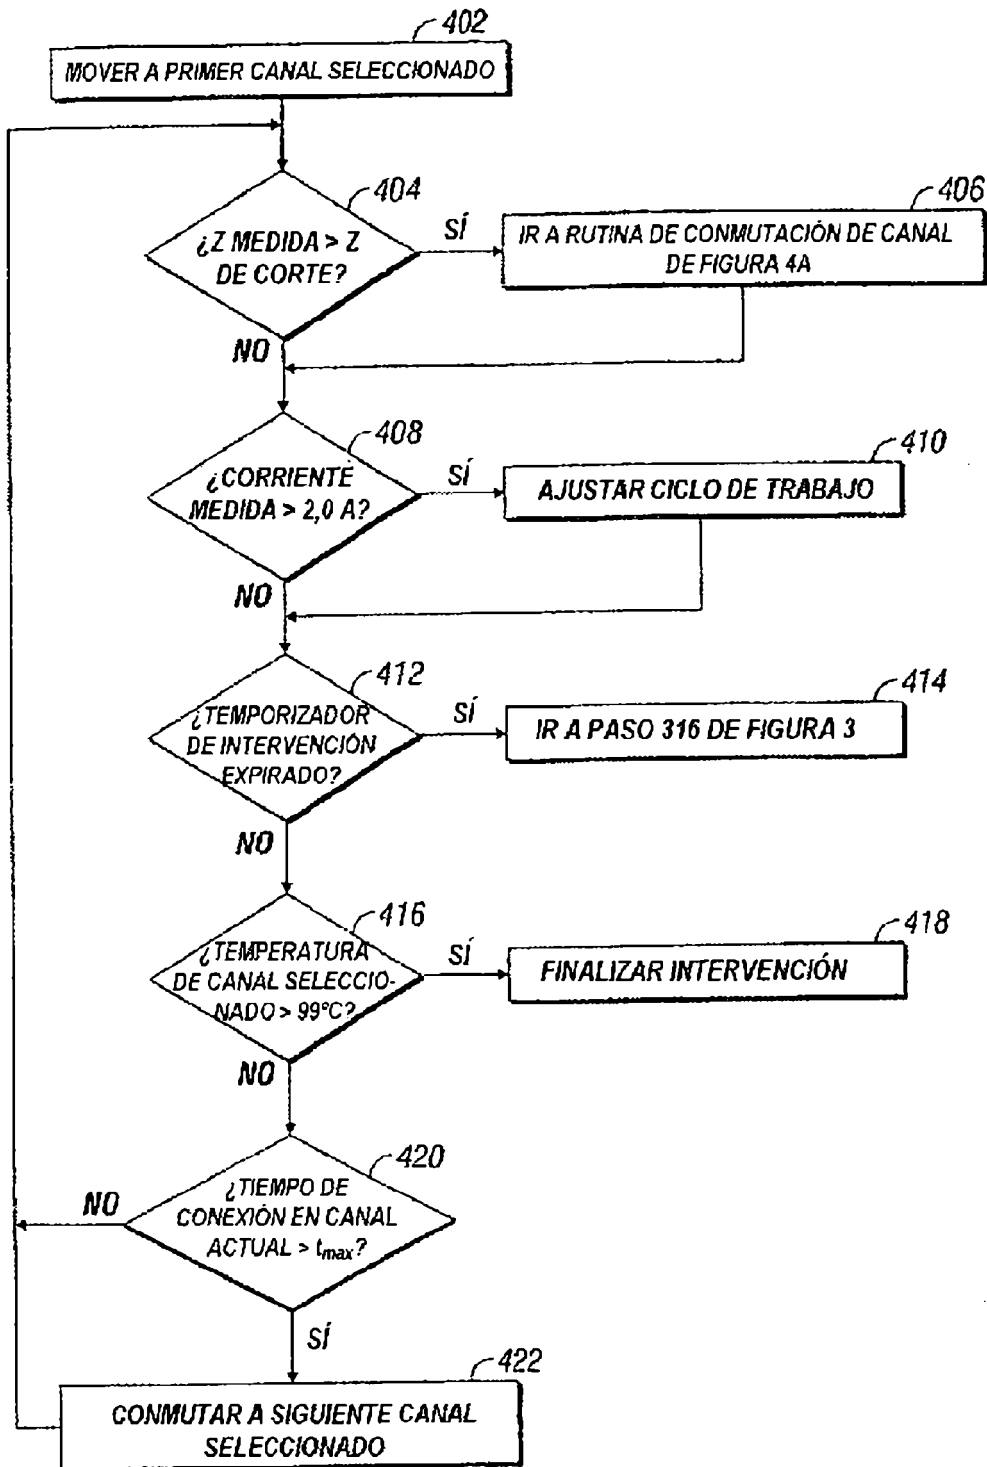 402
MOVER A PRIMER CANAL SELECCIONADO
404
¿Z MEDIDA > Z
DE CORTE?
SÍ
NO
406
IR A RUTINA DE CONMUTACIÓN DE CANAL
DE FIGURA 4A
408
¿CORRIENTE
MEDIDA > 2,0 A?
SÍ
NO
410
AJUSTAR CICLO DE TRABAJO
412
¿TEMPORIZADOR
DE INTERVENCIÓN
EXPIRADO?
SÍ
NO
414
IR A PASO 316 DE FIGURA 3
416
¿TEMPERATURA
DE CANAL SELECCIO-
NADO > 99°C?
SÍ
NO
418
FINALIZAR INTERVENCIÓN
420
¿TIEMPO DE
CONEXIÓN EN CANAL
ACTUAL > tmax?
NO
SÍ
422
CONMUTAR A SIGUIENTE CANAL
SELECCIONADO